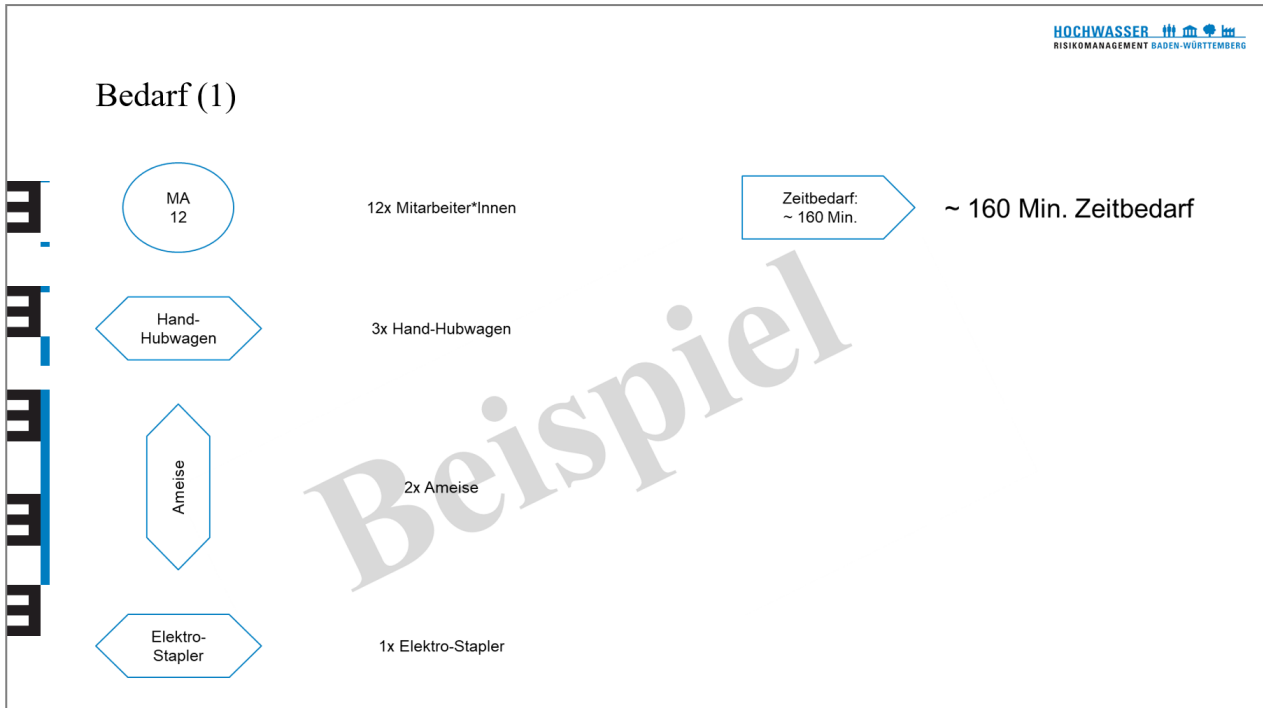 HOCHWASSER
RISIKOMANAGEMENT BADEN-WÜRTTEMBERG
Bedarf (1)
MA
12
12x Mitarbeiter*Innen
Zeitbedarf:
~ 160 Min.
~ 160 Min. Zeitbedarf
Hand-
Hubwagen
3x Hand-Hubwagen
Beispiel
Ameise
2x Ameise
Elektro-
Stapler
1x Elektro-Stapler